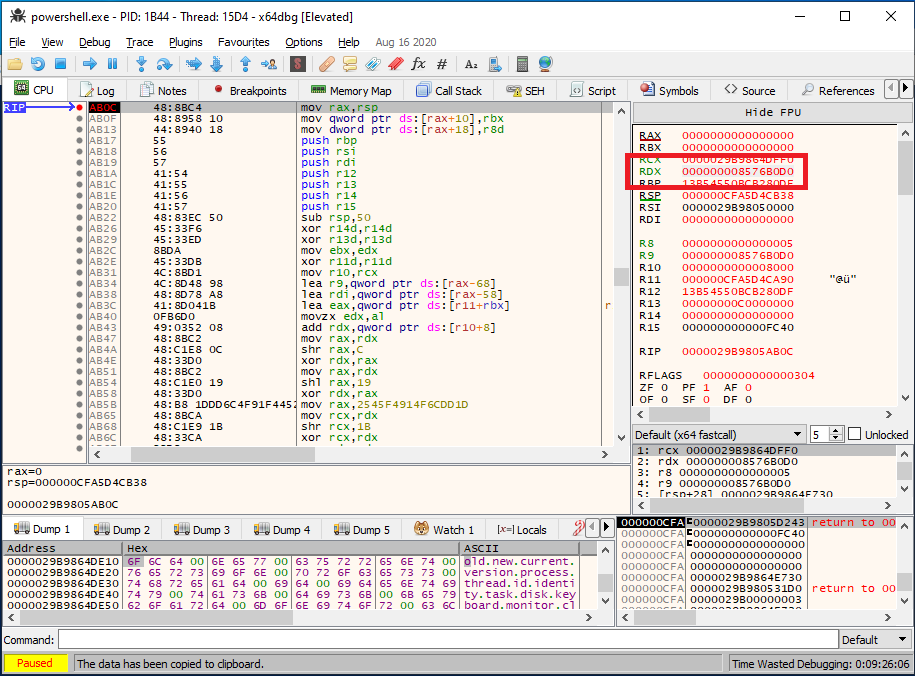 powershell.exe - PID: 1B44 - Thread: 15D4 - x64dbg [Elevated]
File View Debug Trace Plugins Favourites Options Help Aug 16 2020
CPU Log Notes Breakpoints Memory Map Call Stack SEH Script Symbols Source References
RIP
AB0C 48:8BC4 mov rax,rsp
AB0F 48:8958 10 mov qword ptr ds:[rax+10],rbx
AB13 44:8940 18 mov dword ptr ds:[rax+18],r8d
AB17 55 push rbp
AB18 56 push rsi
AB19 57 push rdi
AB1A 41:54 push r12
AB1C 41:55 push r13
AB1E 41:56 push r14
AB20 41:57 push r15
AB22 48:83EC 50 sub rsp,50
AB26 45:33F6 xor r14d,r14d
AB29 45:33ED xor r13d,r13d
AB2C 8BDA mov ebx,edx
AB2E 45:33DB xor r11d,r11d
AB31 4C:8BD1 mov r10,rcx
AB34 4C:8D48 98 lea r9,qword ptr ds:[rax-68]
AB38 48:8D78 A8 lea rdi,qword ptr ds:[rax-58]
AB3C 41:8D041B lea eax,qword ptr ds:[r11+rbx] r
AB40 0FB6D0 movzx edx,al
AB43 49:0352 08 add rdx,qword ptr ds:[r10+8]
AB47 48:8BC2 mov rax,rdx
AB4A 48:C1E8 0C shr rax,C
AB4E 48:33D0 xor rdx,rax
AB51 48:8BC2 mov rax,rdx
AB54 48:C1E0 19 shl rax,19
AB58 48:33D0 xor rdx,rax
AB5B 48:B8 1DDD6C4F91F4452 mov rax,2545F4914F6CDD1D
AB65 48:8BCA mov rcx,rdx
AB68 48:C1E9 1B shr rcx,1B
AB6C 48:33CA xor rcx,rdx
Hide FPU
RAX 0000000000000000
RBX 0000000000000000
RCX 0000029B9864DFF0
RDX 000000008576B0D0
RBP 13B54550BCB280DF
RSP 000000CFA5D4CB38
RSI 0000029B98050000
RDI 0000000000000000
R8 0000000000000005
R9 000000008576B0D0
R10 0000000000008000
R11 000000CFA5D4CA90 "@ü"
R12 13B54550BCB280DF
R13 00000000C0000000
R14 0000000000000000
R15 000000000000FC40
RIP 0000029B9805AB0C
RFLAGS 0000000000000304
ZF 0 PF 1 AF 0
OF 0 SF 0 DF 0
Default (x64 fastcall) 5 Unlocked
1: rcx 0000029B9864DFF0
2: rdx 000000008576B0D0
3: r8 0000000000000005
4: r9 000000008576B0D0
5: [rsp+28] 0000029B9864E730
rax=0
rsp=000000CFA5D4CB38
0000029B9805AB0C
Dump 1 Dump 2 Dump 3 Dump 4 Dump 5 Watch 1 [x=] Locals
Address Hex ASCII
0000029B9864DE10 6F 6C 64 00 6E 65 77 00 63 75 72 72 65 6E 74 00 old.new.current.
0000029B9864DE20 76 65 72 73 69 6F 6E 00 70 72 6F 63 65 73 73 00 version.process.
0000029B9864DE30 74 68 72 65 61 64 00 69 64 00 69 64 65 6E 74 69 thread.id.identi
0000029B9864DE40 74 79 00 74 61 73 6B 00 64 69 73 6B 00 6B 65 79 ty.task.disk.key
0000029B9864DE50 62 6F 61 72 64 00 6D 6F 6E 69 74 6F 72 00 63 6C board.monitor.cl
000000CFA 0000029B9805D243 return to 00
000000CFA 000000000000FC40
000000CFA 0000000000000000
000000CFA 0000000000000000
000000CFA 0000000000000000
000000CFA 0000029B9864E730
000000CFA 0000029B980531D0 return to 00
000000CFA 0000029B00000003
Command: Default
Paused The data has been copied to clipboard. Time Wasted Debugging: 0:09:26:06